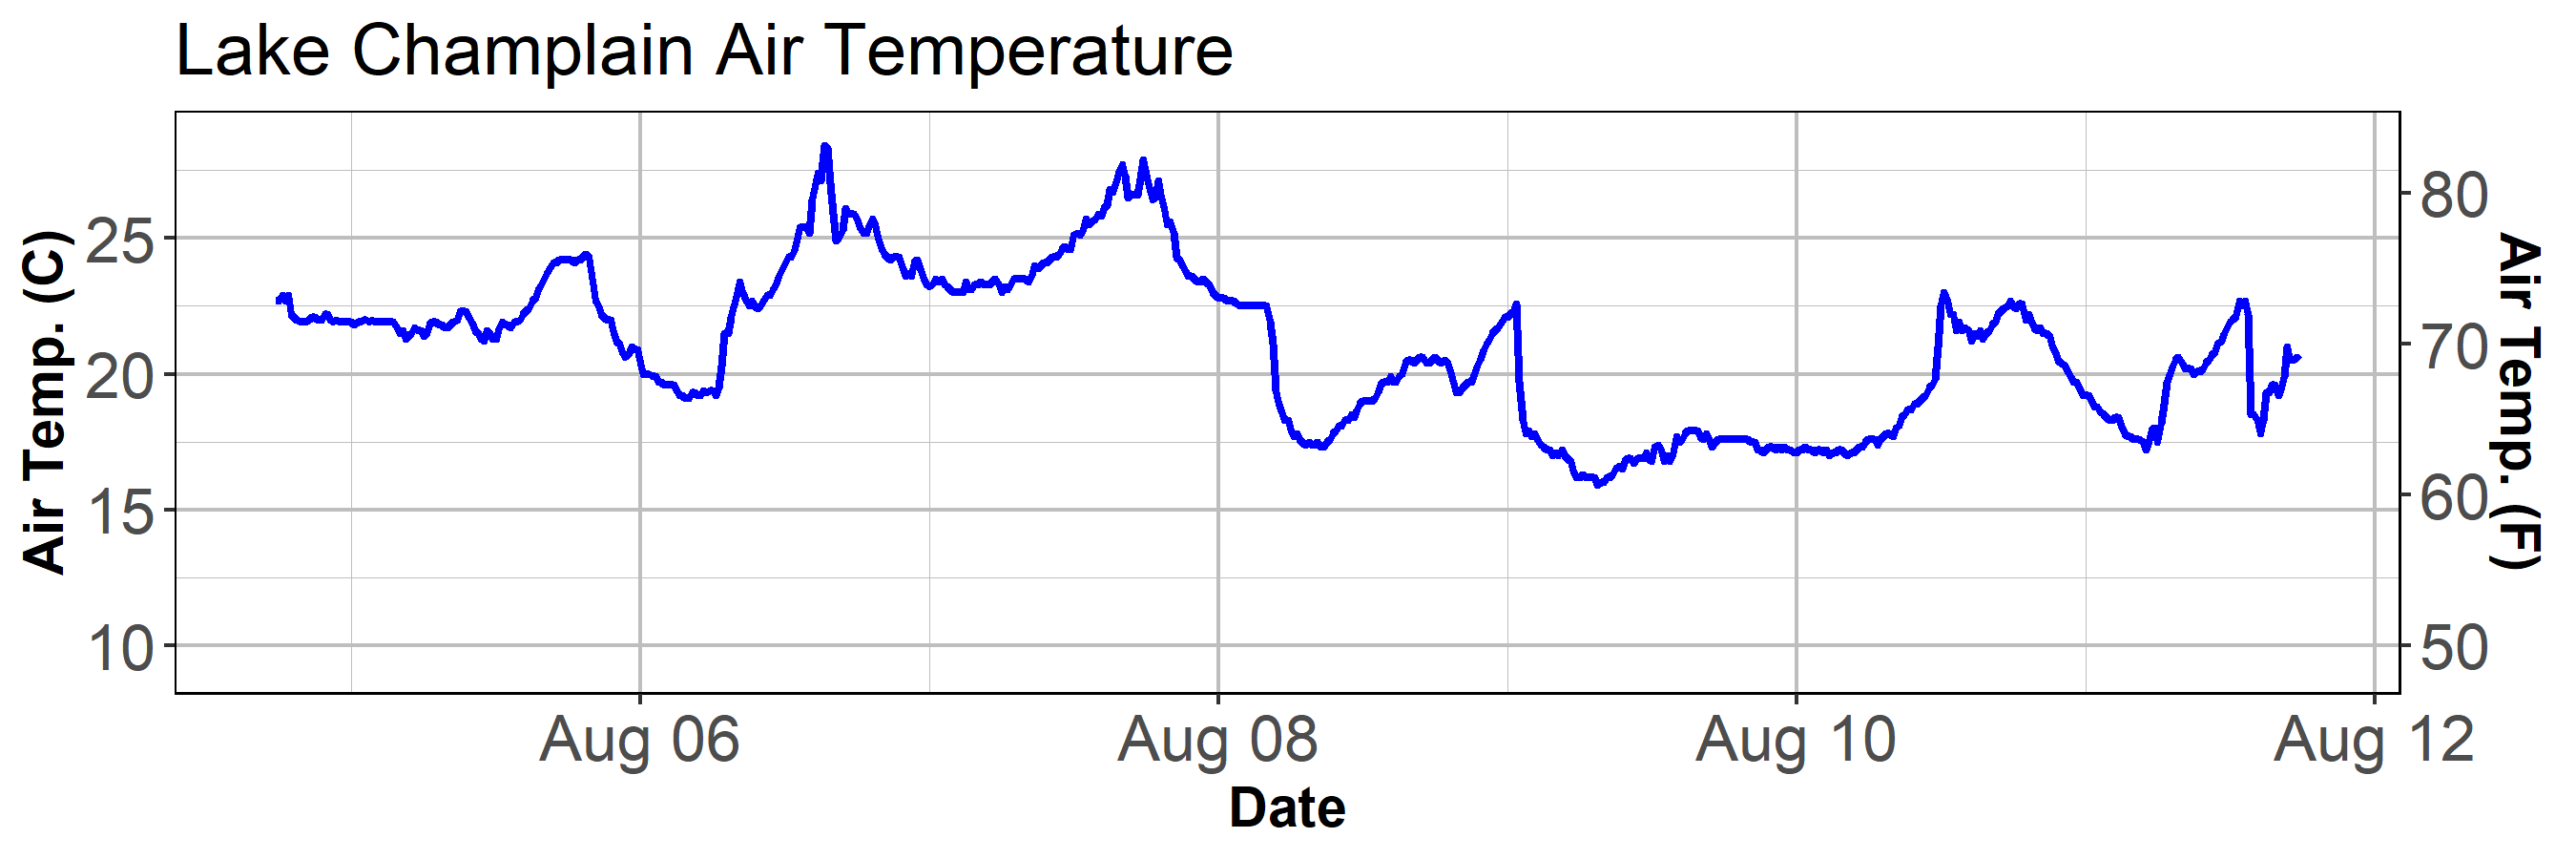 Lake Champlain Air Temperature
Air Temp. (C)
25
20
15
10
80
70
60
50
Air Temp. (F)
Aug 06
Aug 08
Aug 10
Aug 12
Date